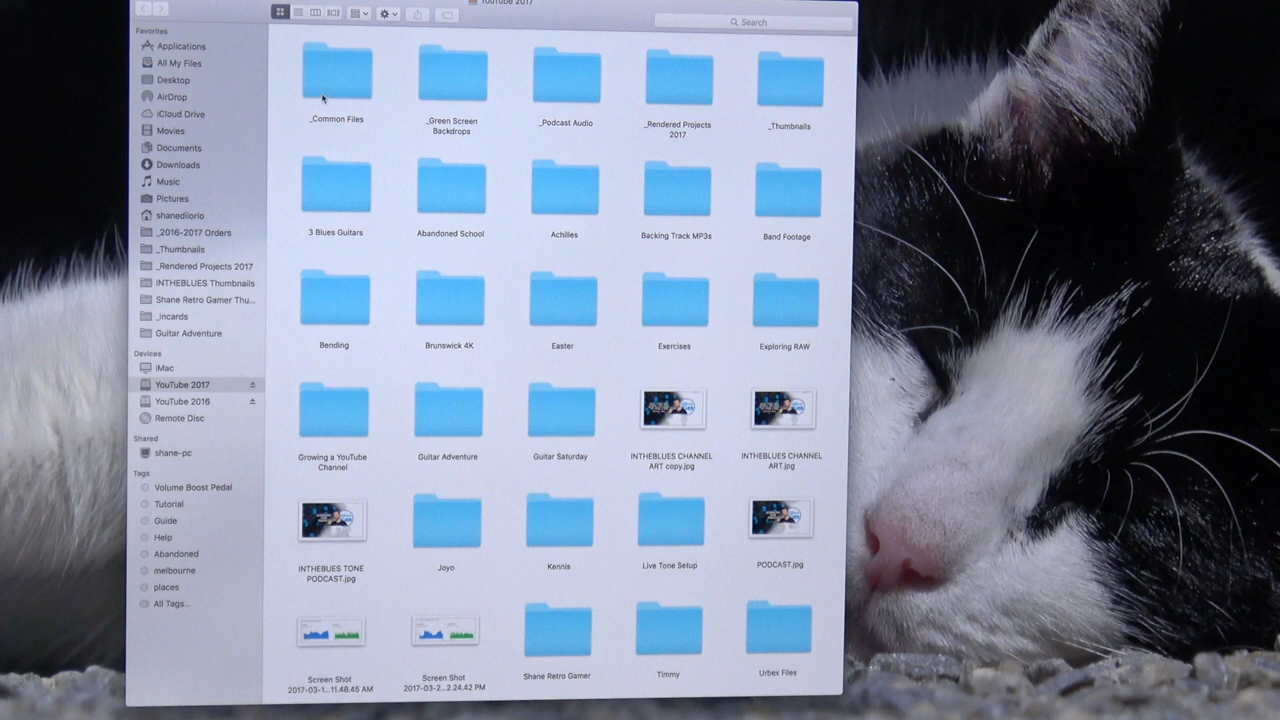 YouTube 2017
Search
Favorites
Applications
All My Files
Desktop
AirDrop
iCloud Drive
Movies
Documents
Downloads
Music
Pictures
shanediiorio
_2016-2017 Orders
_Thumbnails
_Rendered Projects 2017
INTHEBLUES Thumbnails
Shane Retro Gamer Thu...
_incards
Guitar Adventure
Devices
iMac
YouTube 2017
YouTube 2016
Remote Disc
Shared
shane-pc
Tags
Volume Boost Pedal
Tutorial
Guide
Help
Abandoned
melbourne
places
All Tags...
_Common Files
_Green Screen
Backdrops
_Podcast Audio
_Rendered Projects
2017
_Thumbnails
3 Blues Guitars
Abandoned School
Achilles
Backing Track MP3s
Band Footage
Bending
Brunswick 4K
Easter
Exercises
Exploring RAW
Growing a YouTube
Channel
Guitar Adventure
Guitar Saturday
INTHEBLUES CHANNEL
ART copy.jpg
INTHEBLUES CHANNEL
ART.jpg
INTHEBUES TONE
PODCAST.jpg
Joyo
Kennis
Live Tone Setup
PODCAST.jpg
Screen Shot
2017-03-1...11.48.45 AM
Screen Shot
2017-03-2...2.24.42 PM
Shane Retro Gamer
Timmy
Urbex Files